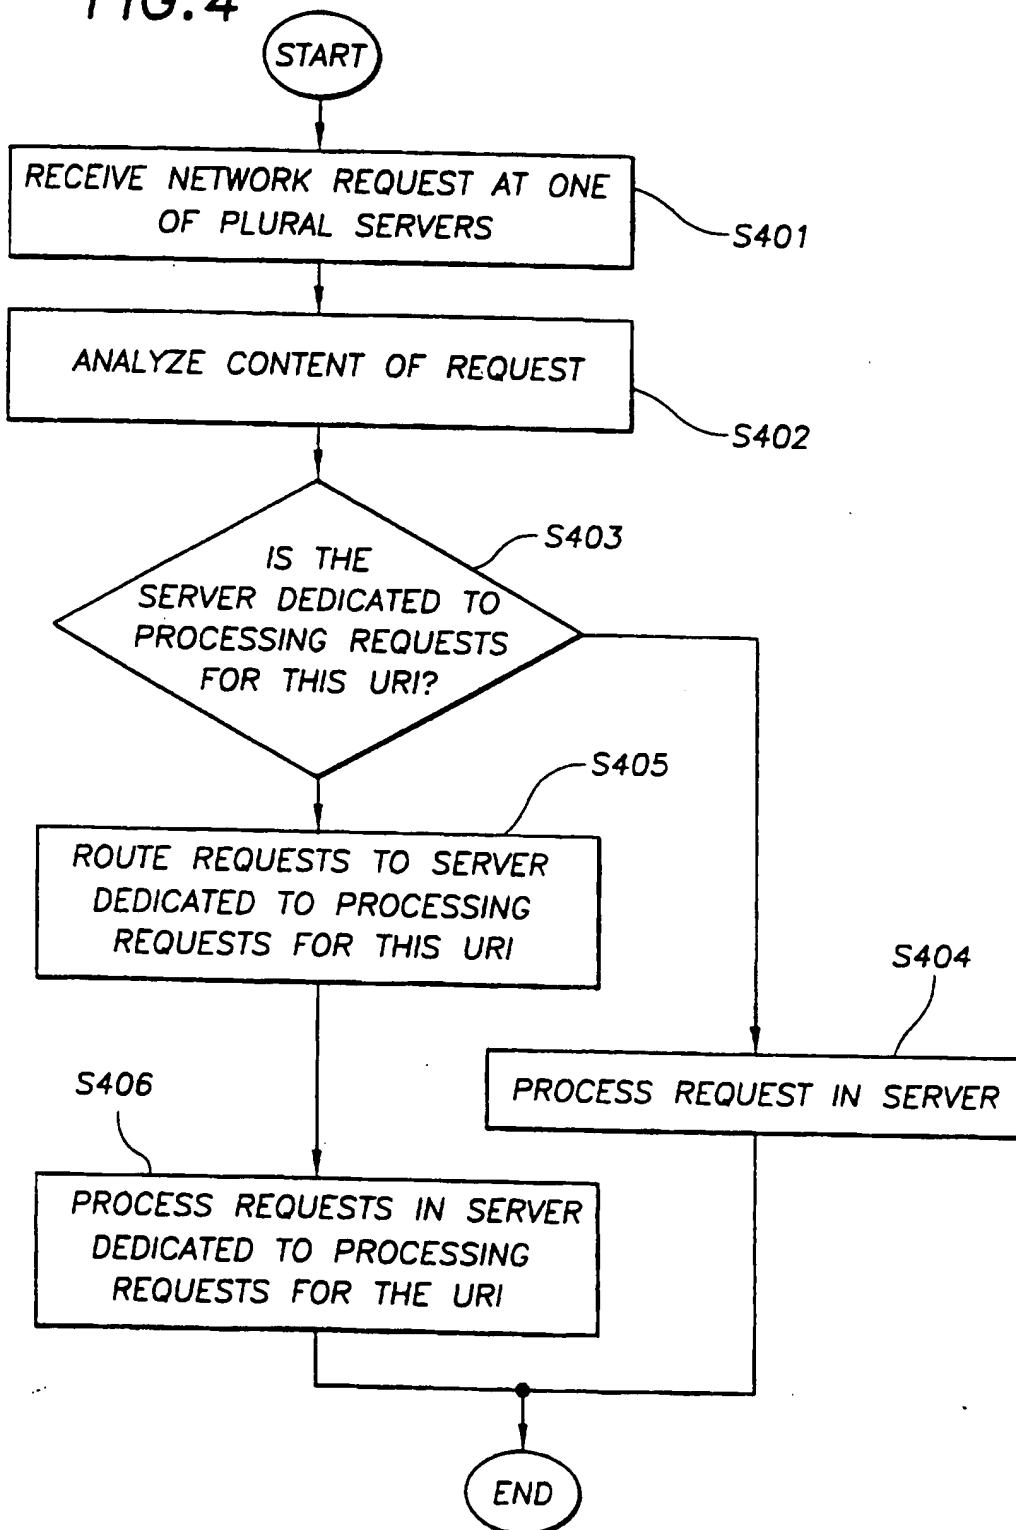 FIG.4
START
RECEIVE NETWORK REQUEST AT ONE
OF PLURAL SERVERS
S401
ANALYZE CONTENT OF REQUEST
S402
S403
IS THE
SERVER DEDICATED TO
PROCESSING REQUESTS
FOR THIS URI?
S405
ROUTE REQUESTS TO SERVER
DEDICATED TO PROCESSING
REQUESTS FOR THIS URI
S404
PROCESS REQUEST IN SERVER
S406
PROCESS REQUESTS IN SERVER
DEDICATED TO PROCESSING
REQUESTS FOR THE URI
END